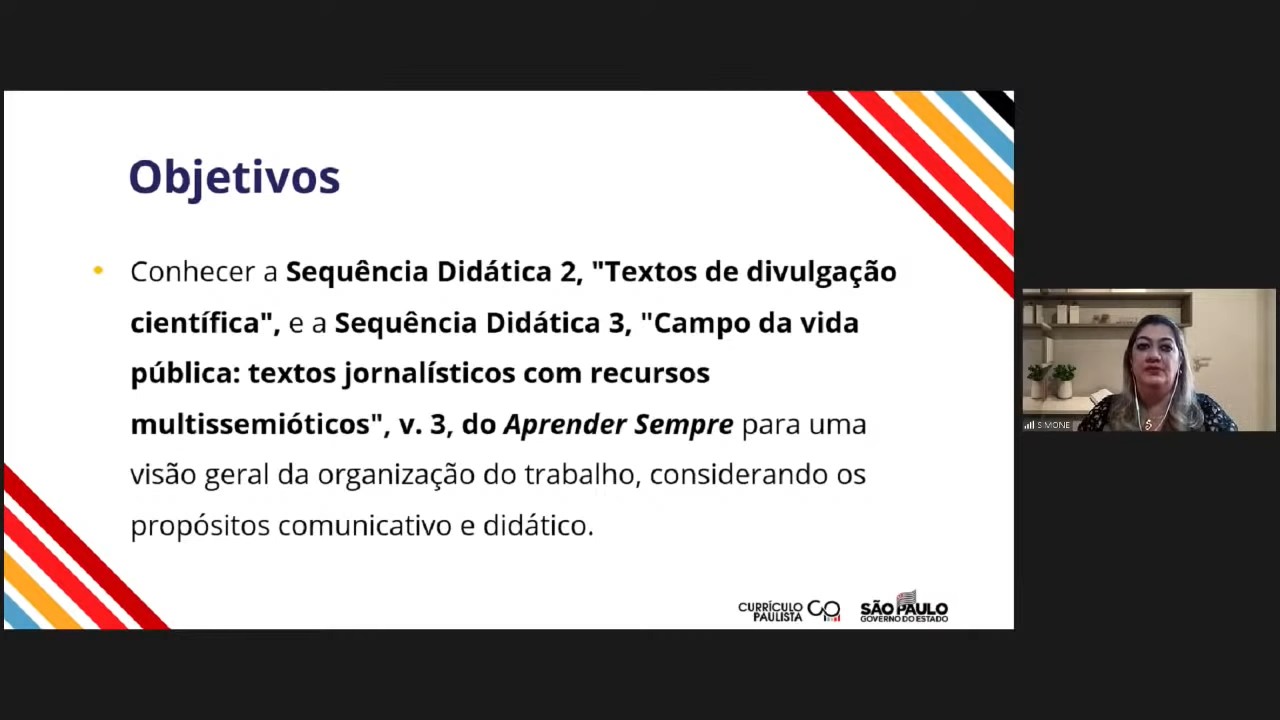 Objetivos
• Conhecer a Sequência Didática 2, "Textos de divulgação
científica", e a Sequência Didática 3, "Campo da vida
pública: textos jornalísticos com recursos
multissemióticos", v. 3, do Aprender Sempre para uma
visão geral da organização do trabalho, considerando os
propósitos comunicativo e didático.
CURRÍCULO
PAULISTA
SÃO PAULO
GOVERNO DO ESTADO
SIMONE